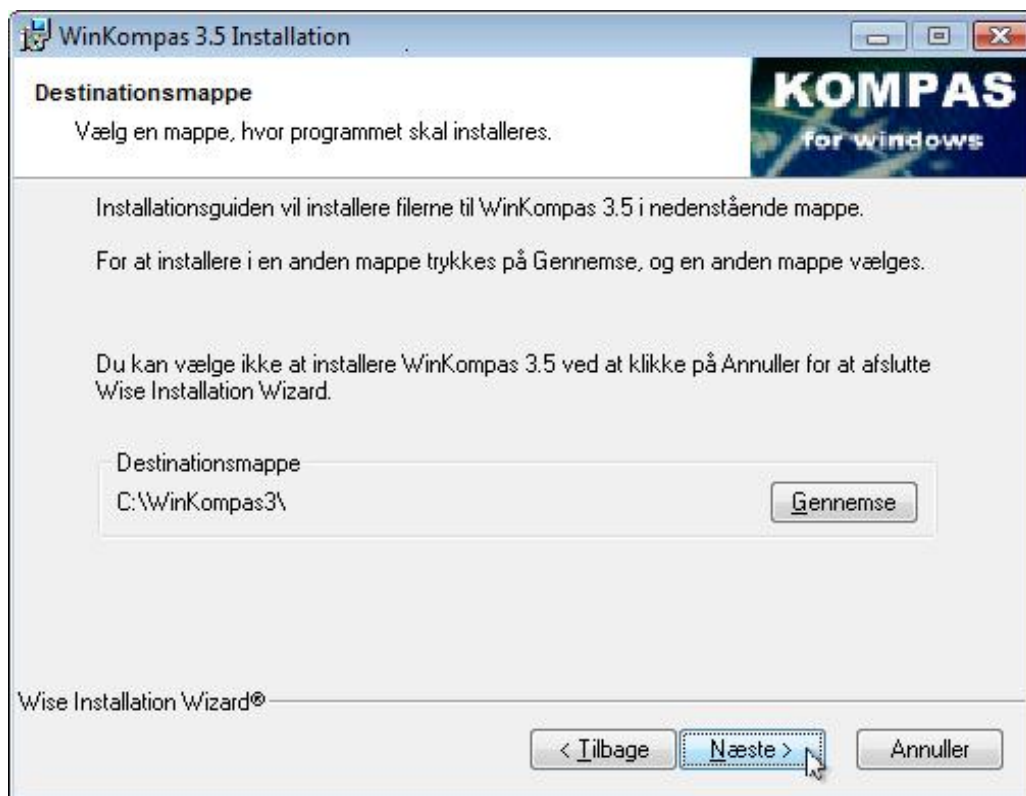 WinKompas 3.5 Installation
Destinationsmappe
Vælg en mappe, hvor programmet skal installeres.
KOMPAS
for windows
Installationsguiden vil installere filerne til WinKompas 3.5 i nedenstående mappe.
For at installere i en anden mappe trykkes på Gennemse, og en anden mappe vælges.
Du kan vælge ikke at installere WinKompas 3.5 ved at klikke på Annuller for at afslutte
Wise Installation Wizard.
Destinationsmappe
C:\WinKompas3\
Gennemse
Wise Installation Wizard®
< Tilbage
Næste >
Annuller